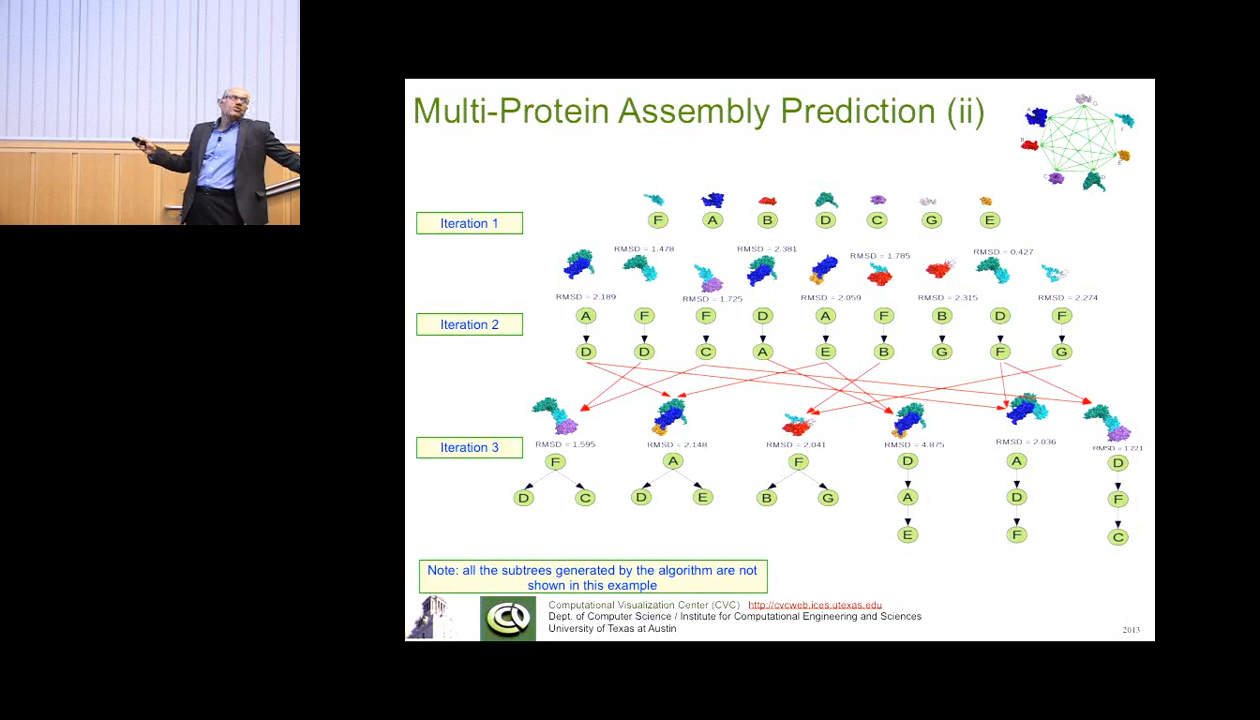 Multi-Protein Assembly Prediction (ii)
A
G
F
B
E
C
D
Iteration 1
F A B D C G E
RMSD = 1.478 RMSD = 2.381 RMSD = 1.785 RMSD = 0.427
RMSD = 2.189 RMSD = 1.725 RMSD = 2.059 RMSD = 2.315 RMSD = 2.274
Iteration 2
A F F D A F B D F
D D C A E B G F G
Iteration 3
RMSD = 1.595 RMSD = 2.148 RMSD = 2.041 RMSD = 4.875 RMSD = 2.036 RMSD = 1.221
F A F D A D
D C D E B G A D F
E F C
Note: all the subtrees generated by the algorithm are not
shown in this example
Computational Visualization Center (CVC) http://cvcweb.ices.utexas.edu
Dept. of Computer Science / Institute for Computational Engineering and Sciences
University of Texas at Austin
2013